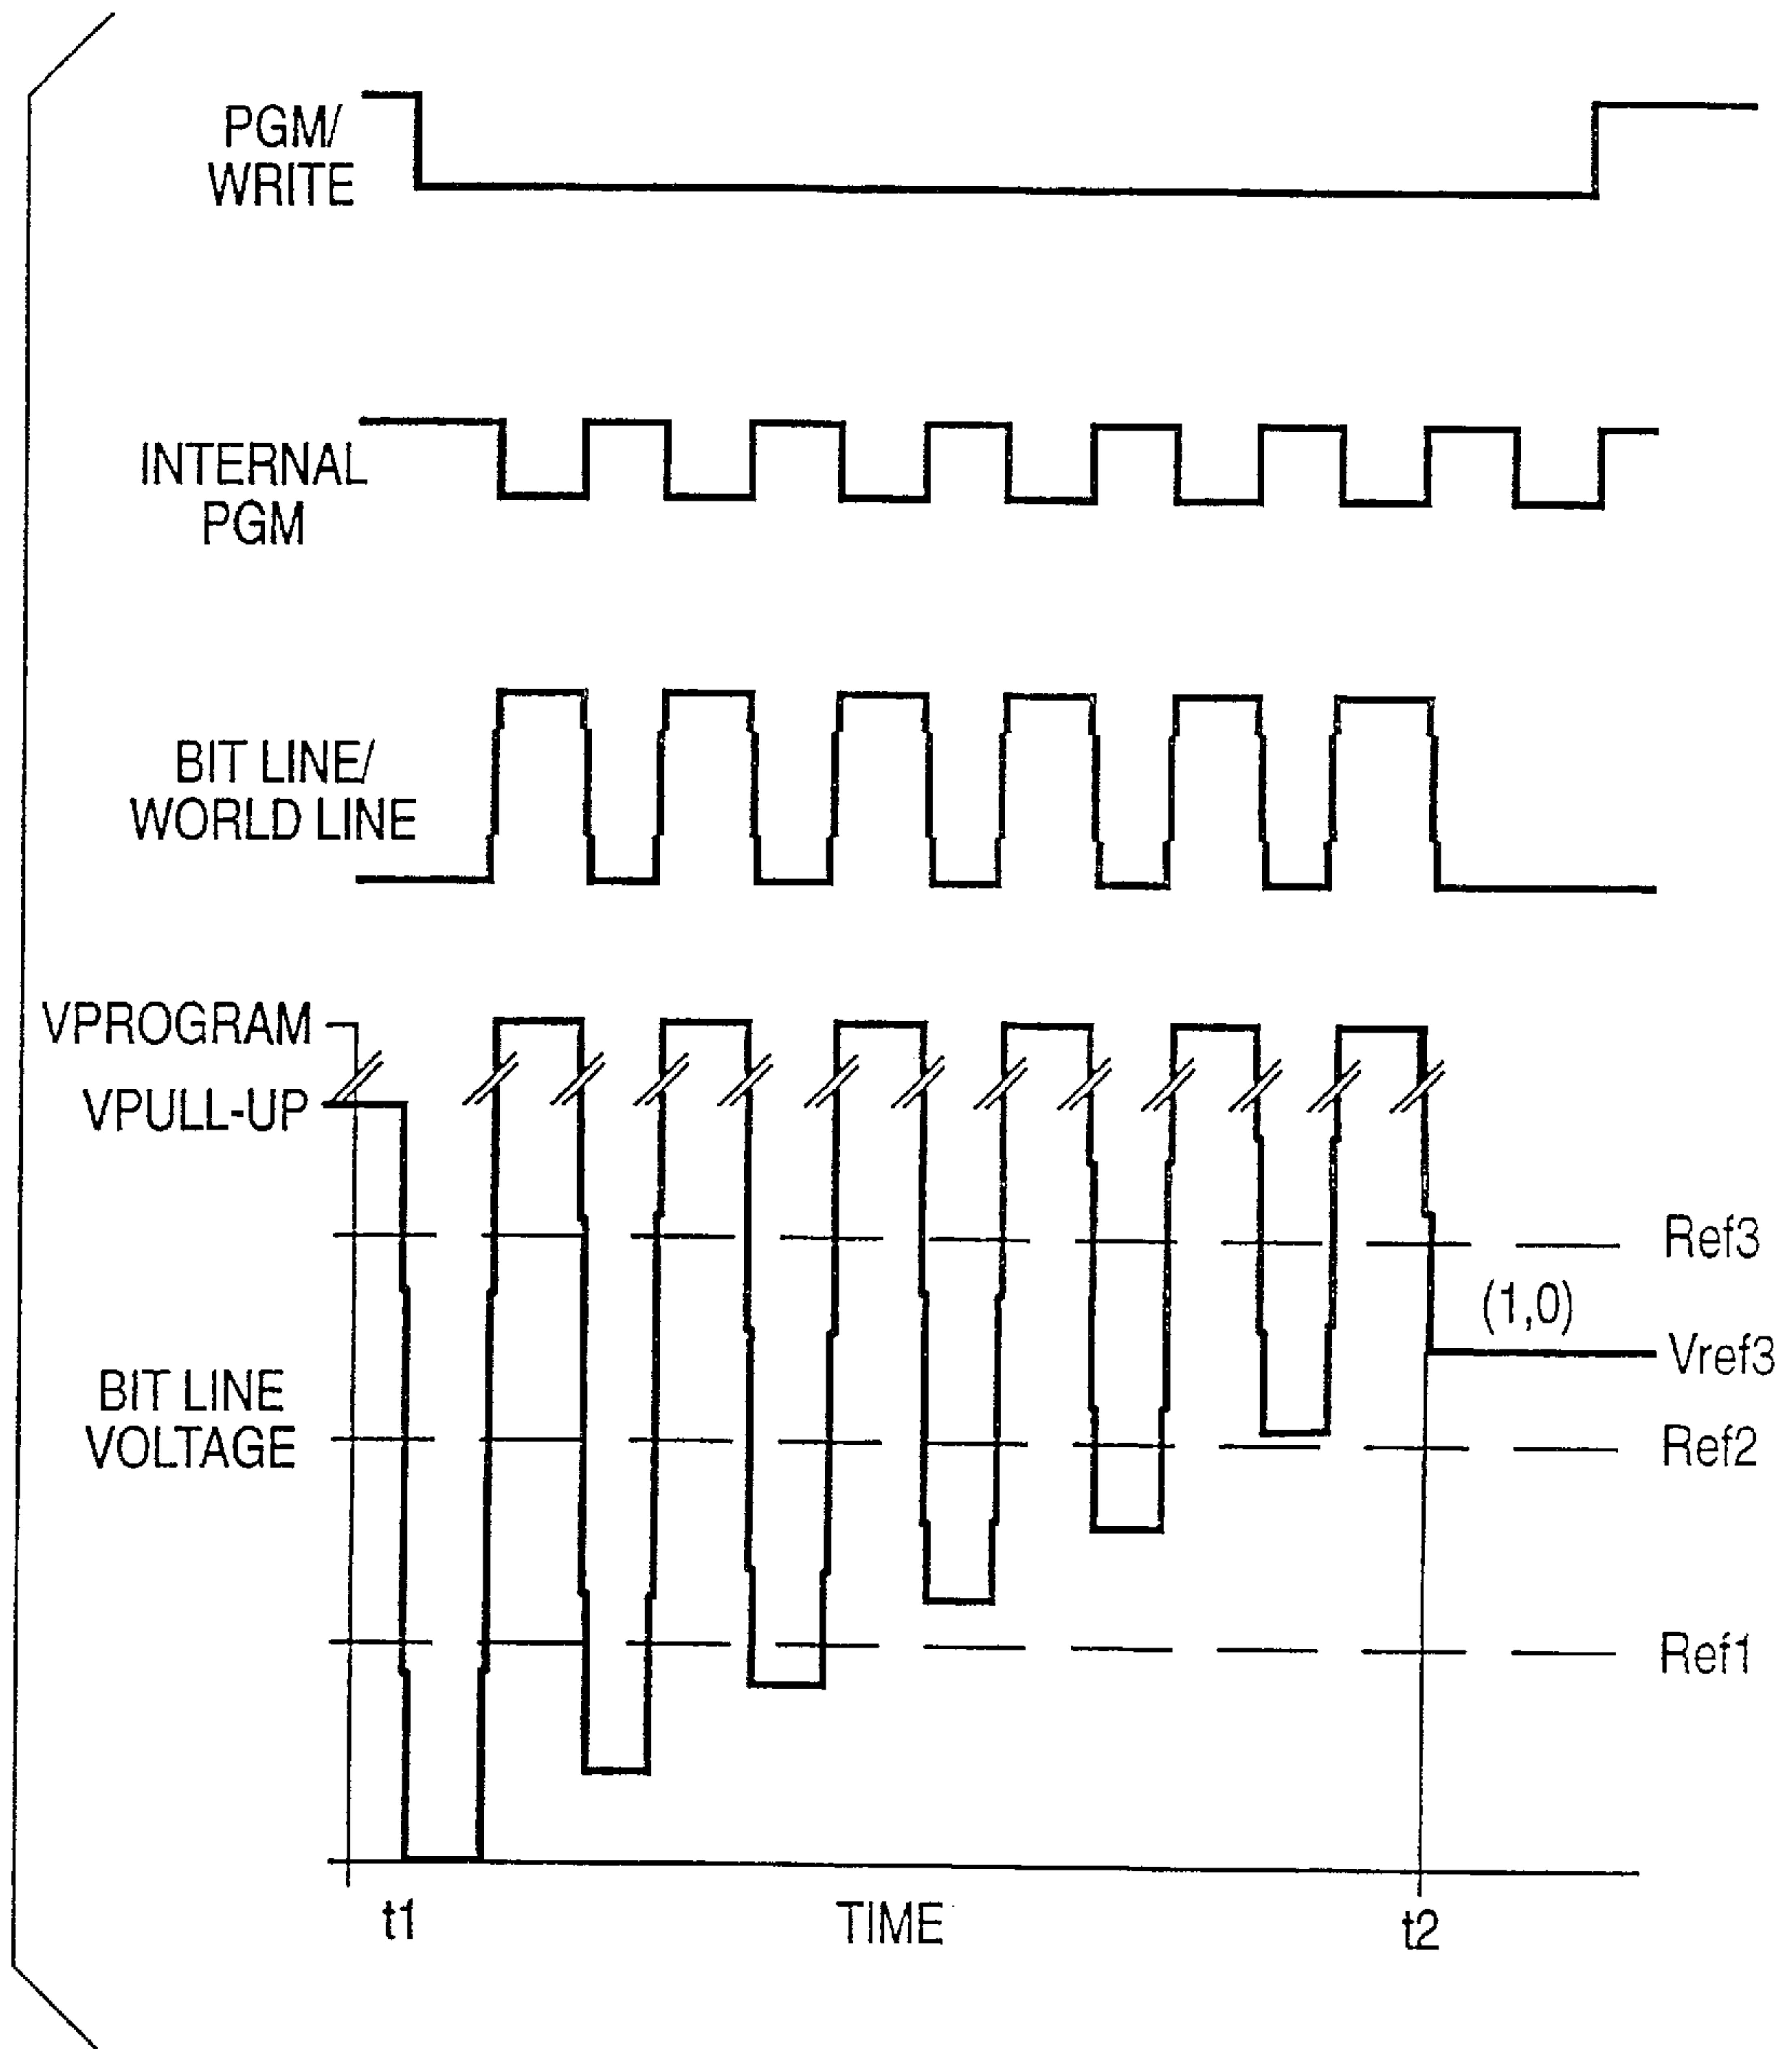 PGM/
WRITE
INTERNAL
PGM
BIT LINE/
WORLD LINE
VPROGRAM
VPULL-UP
Ref3
(1,0)
Vref3
BIT LINE
VOLTAGE
Ref2
Ref1
t1
TIME
t2